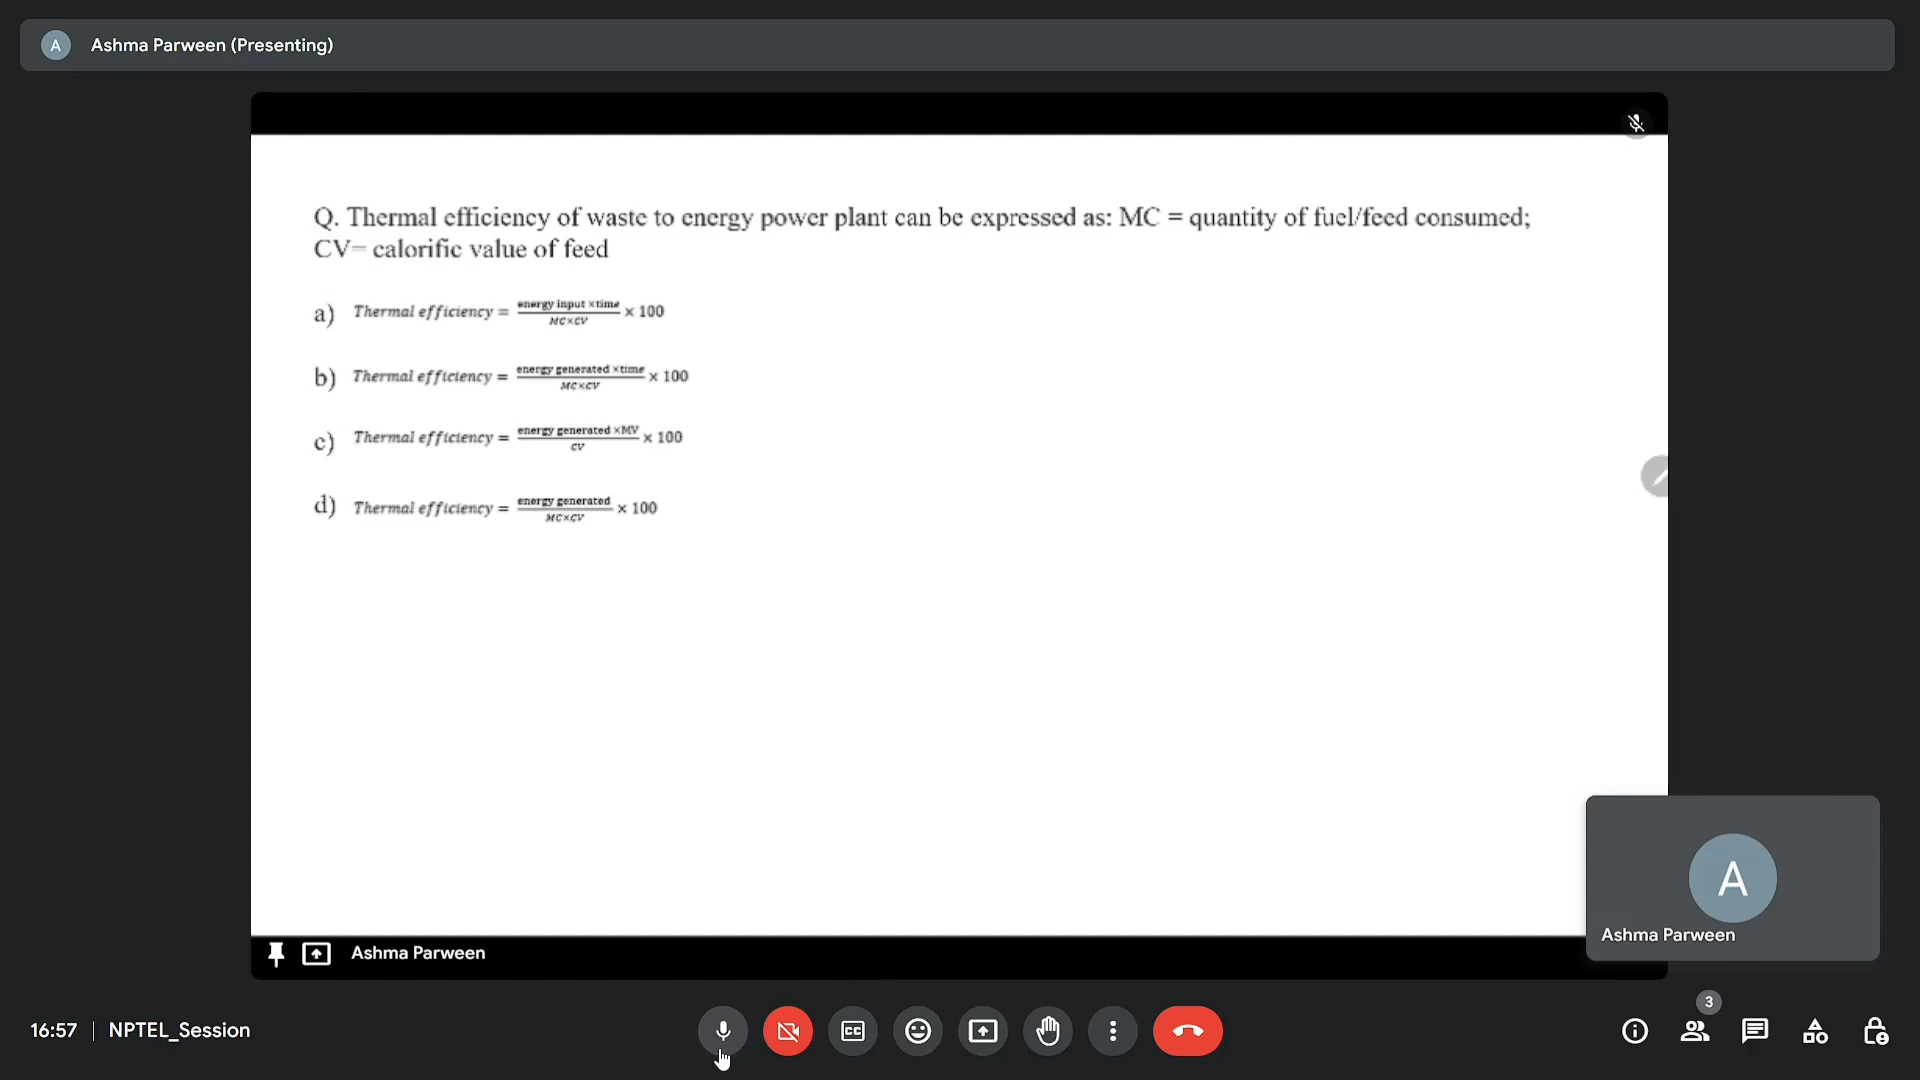 A Ashma Parween (Presenting)
Q. Thermal efficiency of waste to energy power plant can be expressed as: MC = quantity of fuel/feed consumed;
CV= calorific value of feed
a) Thermal efficiency = energy input ×time / MC×CV × 100
b) Thermal efficiency = energy generated ×time / MC×CV × 100
c) Thermal efficiency = energy generated ×MV / CV × 100
d) Thermal efficiency = energy generated / MC×CV × 100
A
Ashma Parween
Ashma Parween
3
16:57 | NPTEL_Session
CC